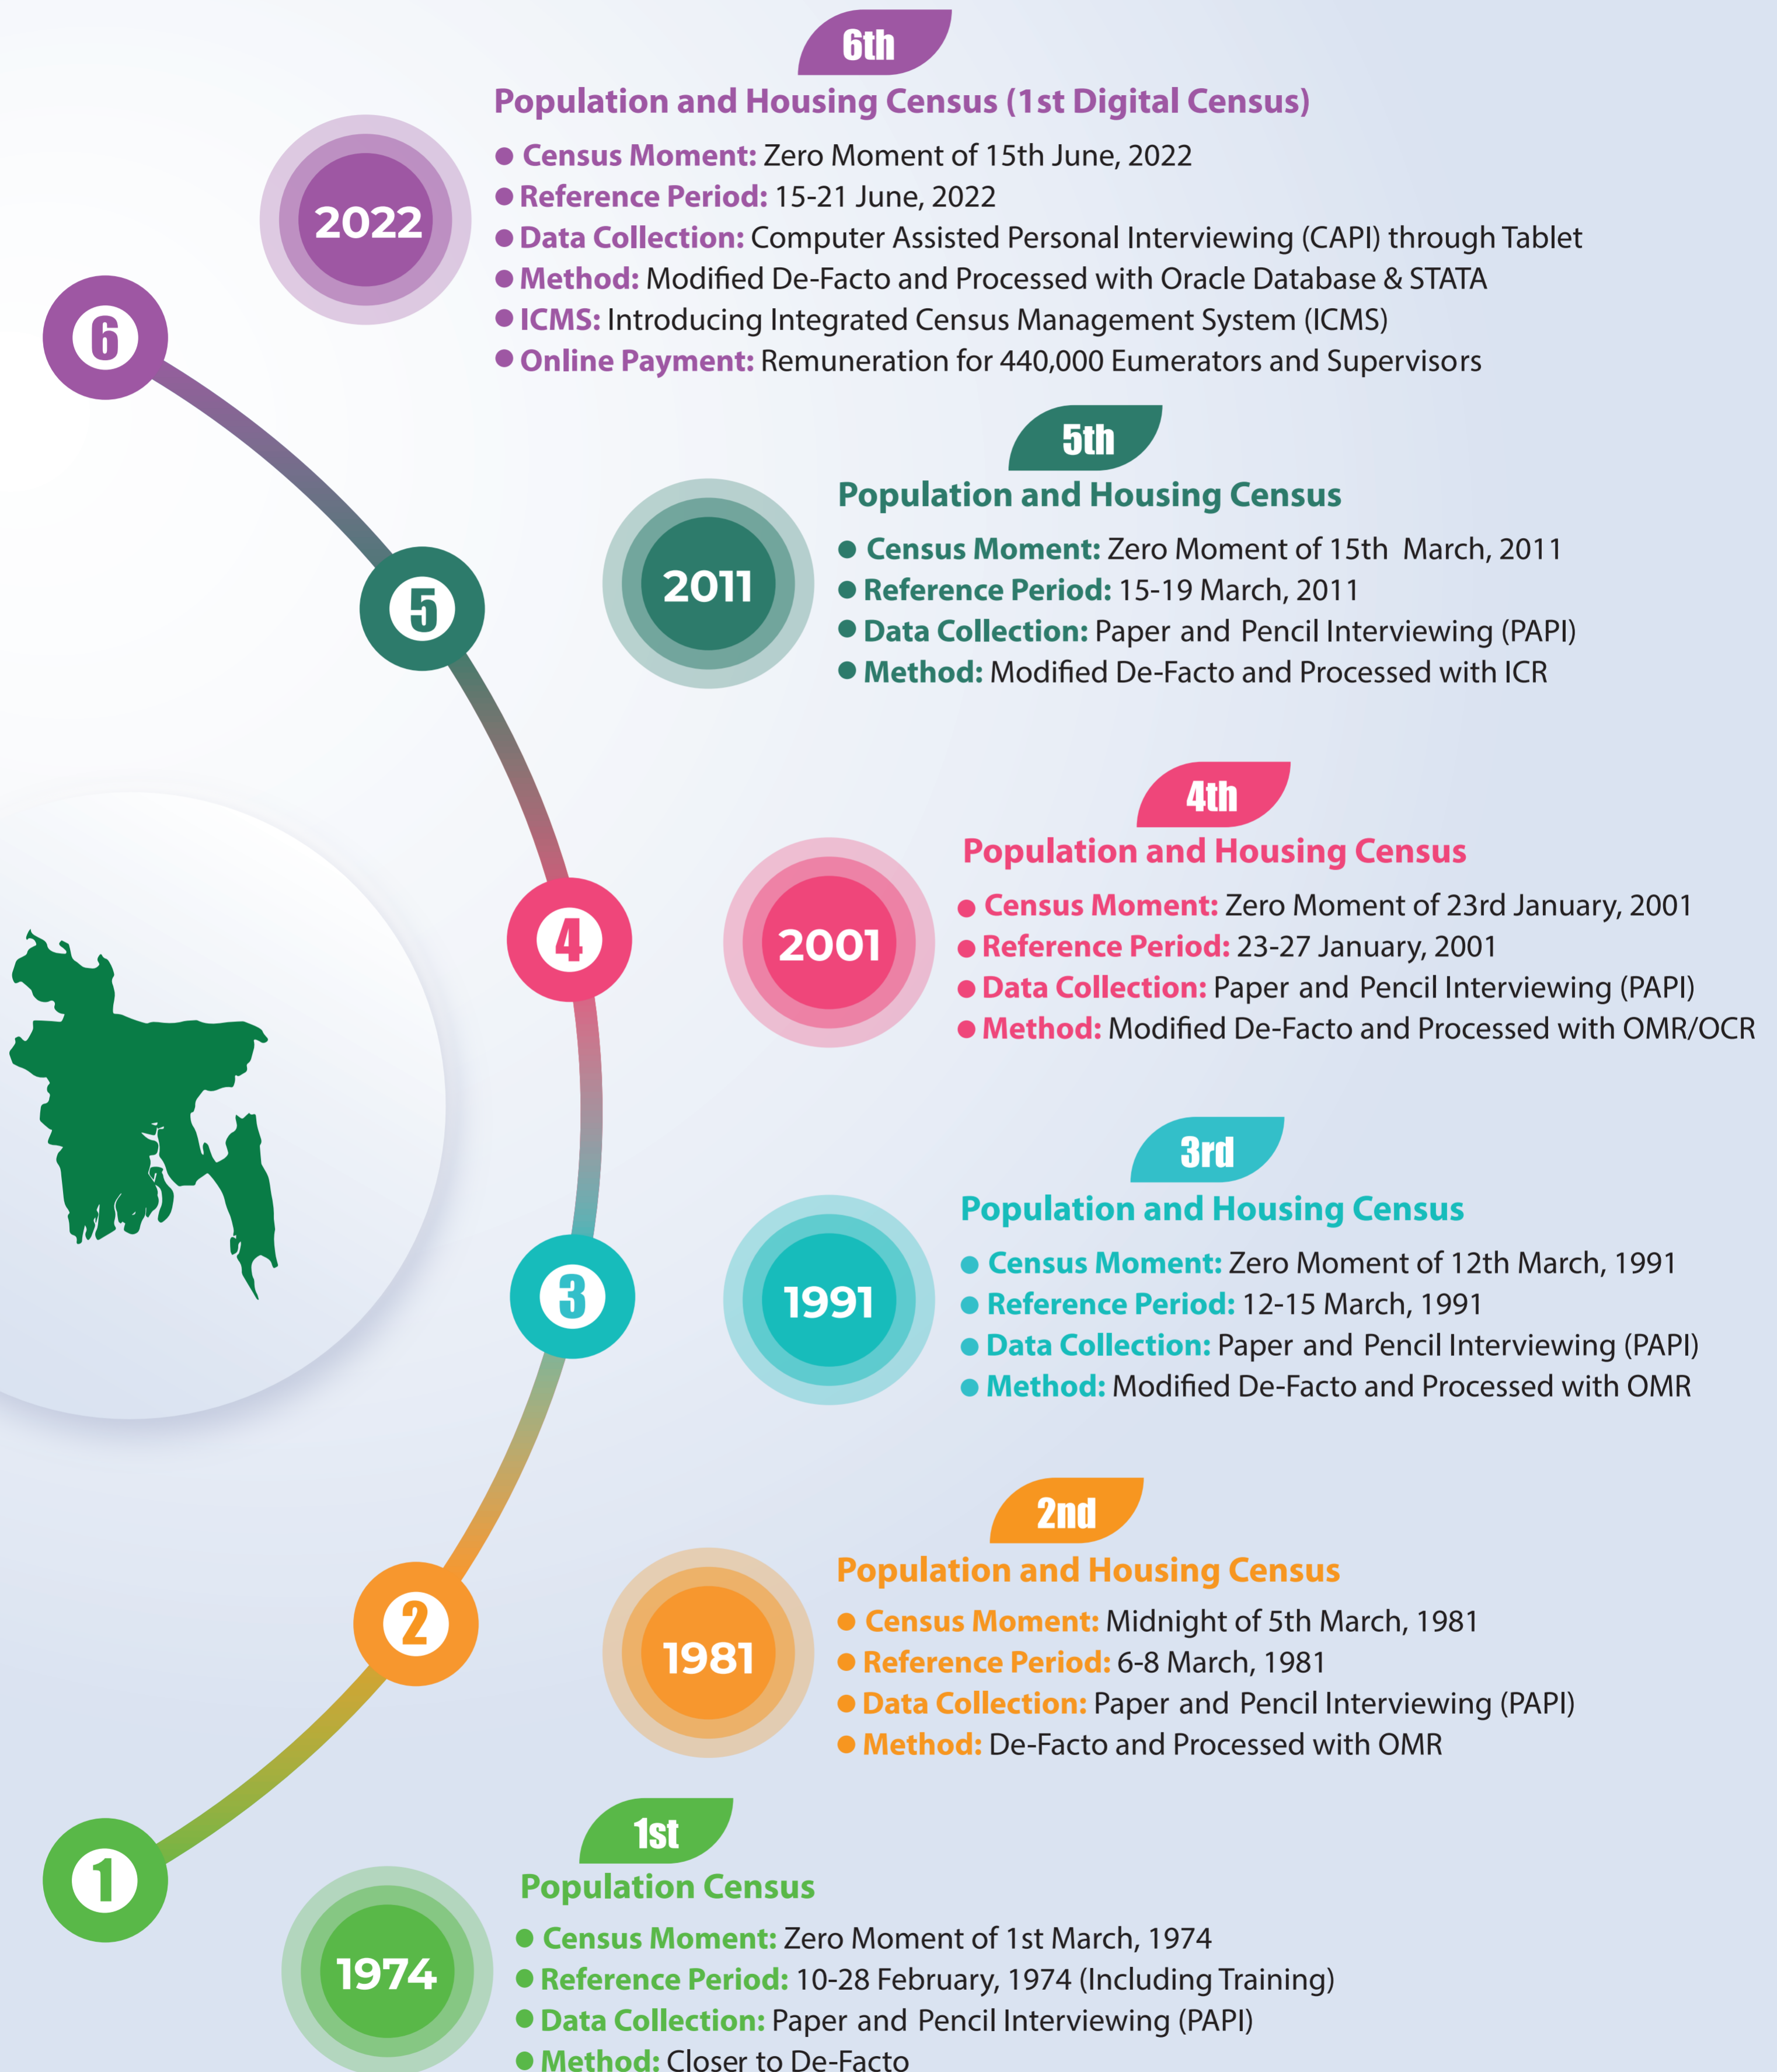 6th
Population and Housing Census (1st Digital Census)
2022
● Census Moment: Zero Moment of 15th June, 2022
● Reference Period: 15-21 June, 2022
● Data Collection: Computer Assisted Personal Interviewing (CAPI) through Tablet
● Method: Modified De-Facto and Processed with Oracle Database & STATA
● ICMS: Introducing Integrated Census Management System (ICMS)
● Online Payment: Remuneration for 440,000 Eumerators and Supervisors
6
5th
Population and Housing Census
2011
● Census Moment: Zero Moment of 15th March, 2011
● Reference Period: 15-19 March, 2011
● Data Collection: Paper and Pencil Interviewing (PAPI)
● Method: Modified De-Facto and Processed with ICR
5
4th
Population and Housing Census
2001
● Census Moment: Zero Moment of 23rd January, 2001
● Reference Period: 23-27 January, 2001
● Data Collection: Paper and Pencil Interviewing (PAPI)
● Method: Modified De-Facto and Processed with OMR/OCR
4
3rd
Population and Housing Census
1991
● Census Moment: Zero Moment of 12th March, 1991
● Reference Period: 12-15 March, 1991
● Data Collection: Paper and Pencil Interviewing (PAPI)
● Method: Modified De-Facto and Processed with OMR
3
2nd
Population and Housing Census
1981
● Census Moment: Midnight of 5th March, 1981
● Reference Period: 6-8 March, 1981
● Data Collection: Paper and Pencil Interviewing (PAPI)
● Method: De-Facto and Processed with OMR
2
1st
Population Census
1974
● Census Moment: Zero Moment of 1st March, 1974
● Reference Period: 10-28 February, 1974 (Including Training)
● Data Collection: Paper and Pencil Interviewing (PAPI)
● Method: Closer to De-Facto
1